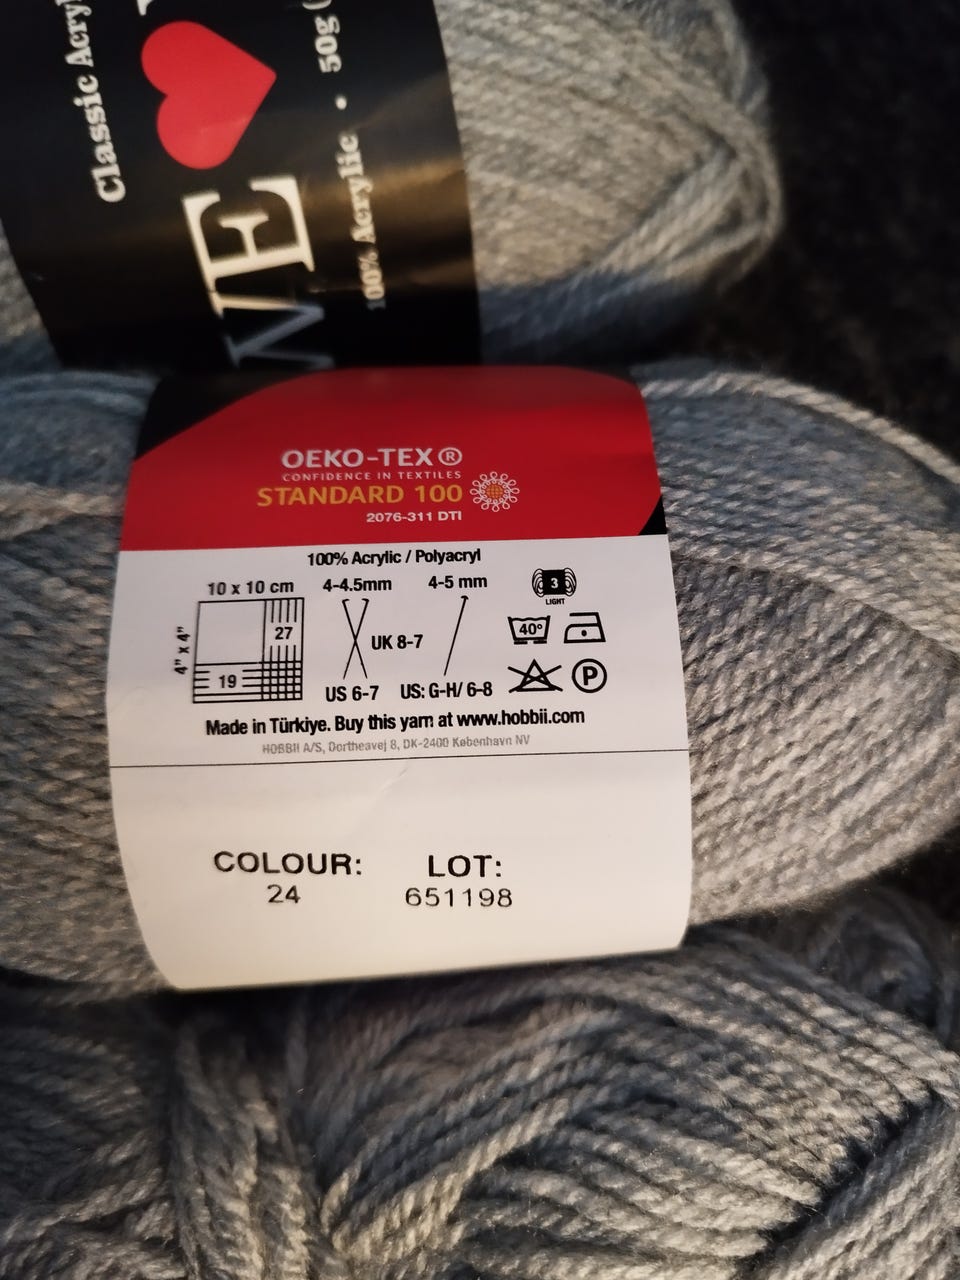 Classic Acryl
ME
100% Acrylic • 50g
OEKO-TEX®
CONFIDENCE IN TEXTILES
STANDARD 100
2076-311 DTI
100% Acrylic / Polyacryl
10 x 10 cm
4-4.5mm
4-5 mm
3
LIGHT
4" x 4"
27
19
UK 8-7
40°
P
US 6-7
US: G-H/ 6-8
Made in Türkiye. Buy this yarn at www.hobbii.com
HOBBII A/S, Dortheavej 8, DK-2400 København NV
COLOUR:
24
LOT:
651198